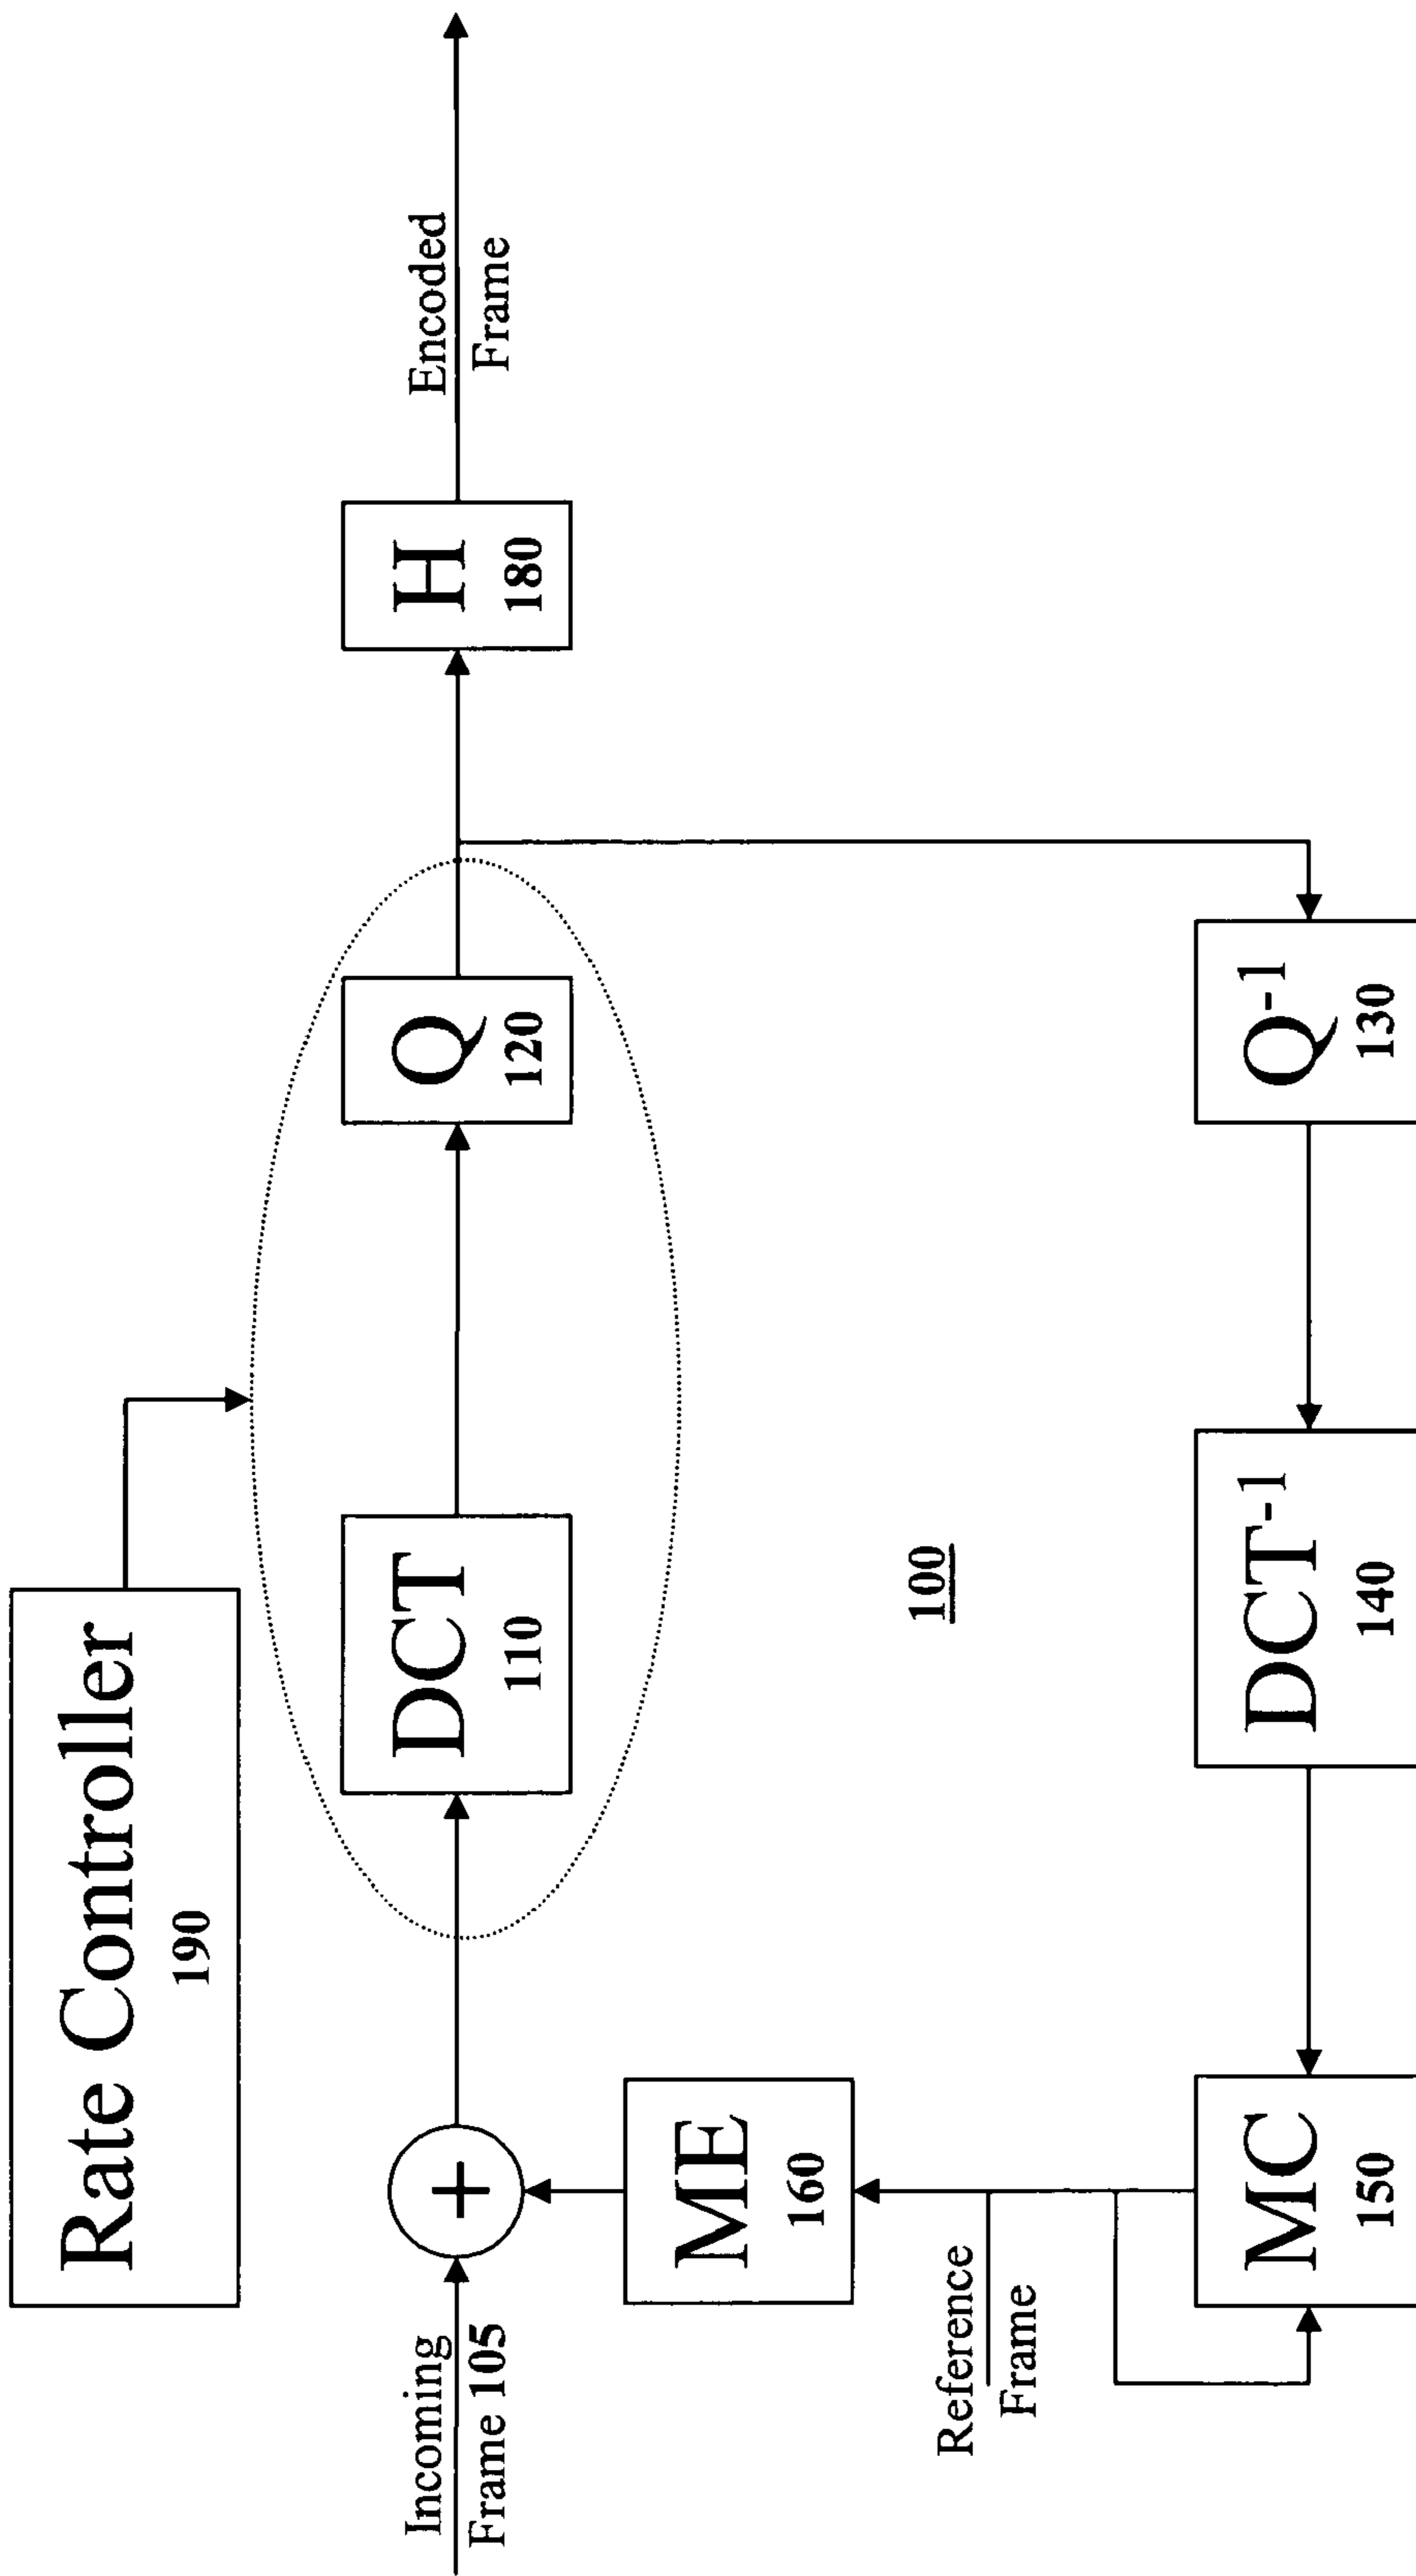 Rate Controller
190
Incoming
Frame 105
+
DCT
110
Q
120
H
180
Encoded
Frame
ME
160
100
Reference
Frame
MC
150
DCT-1
140
Q-1
130